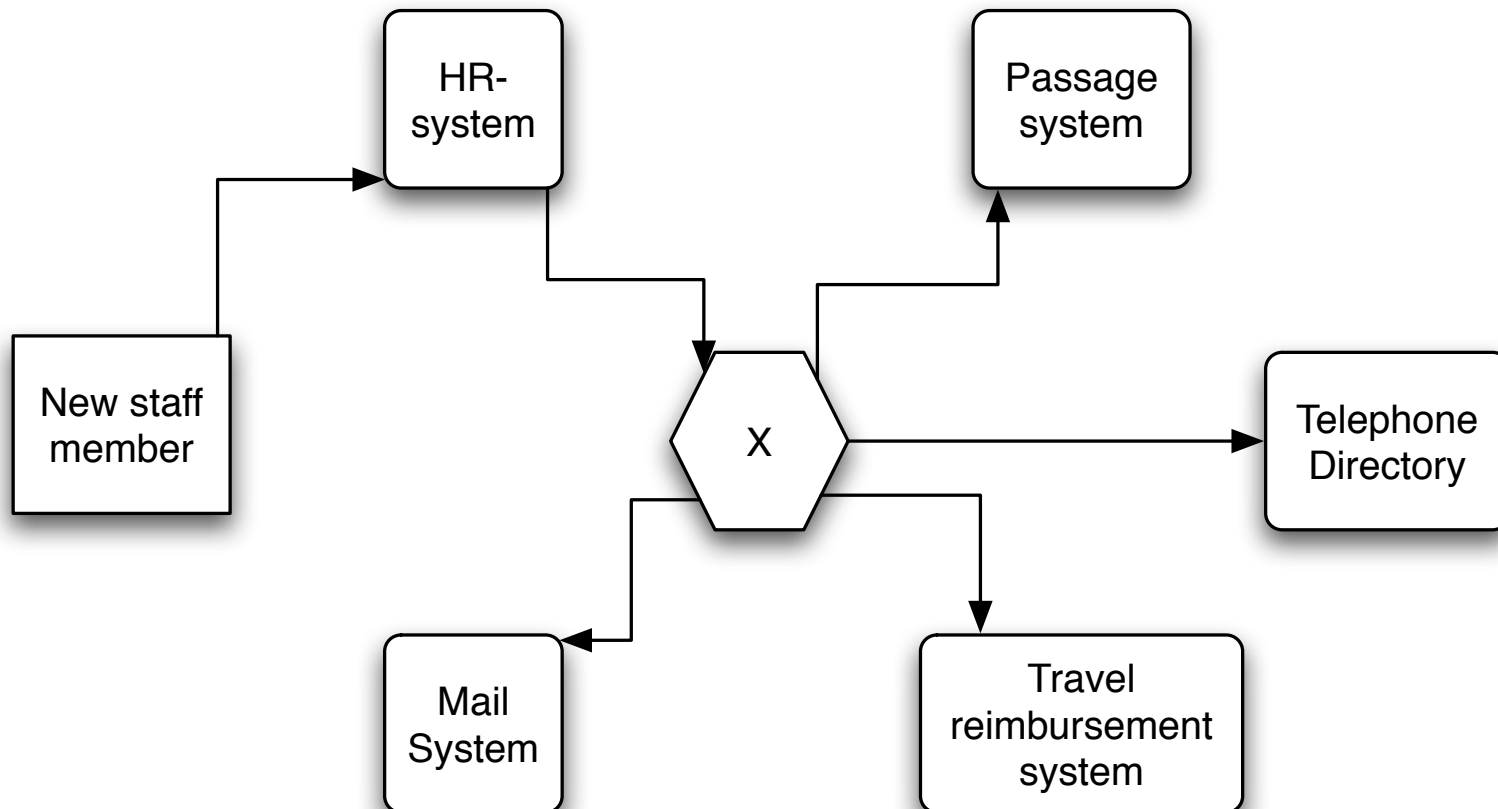 HR-
system
Passage
system
New staff
member
X
Telephone
Directory
Mail
System
Travel
reimbursement
system